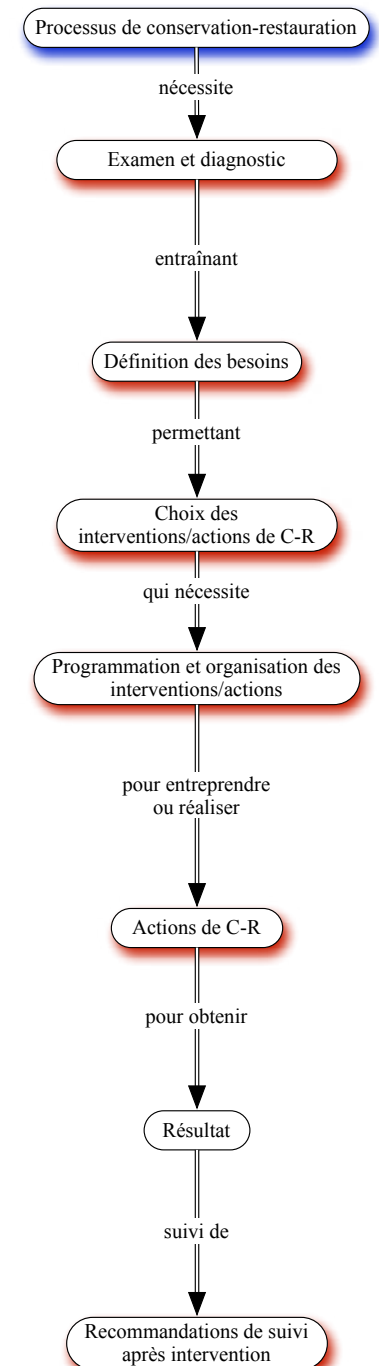 Processus de conservation-restauration
nécessite
Examen et diagnostic
entraînant
Définition des besoins
permettant
Choix des
interventions/actions de C-R
qui nécessite
Programmation et organisation des
interventions/actions
pour entreprendre
ou réaliser
Actions de C-R
pour obtenir
Résultat
suivi de
Recommandations de suivi
après intervention